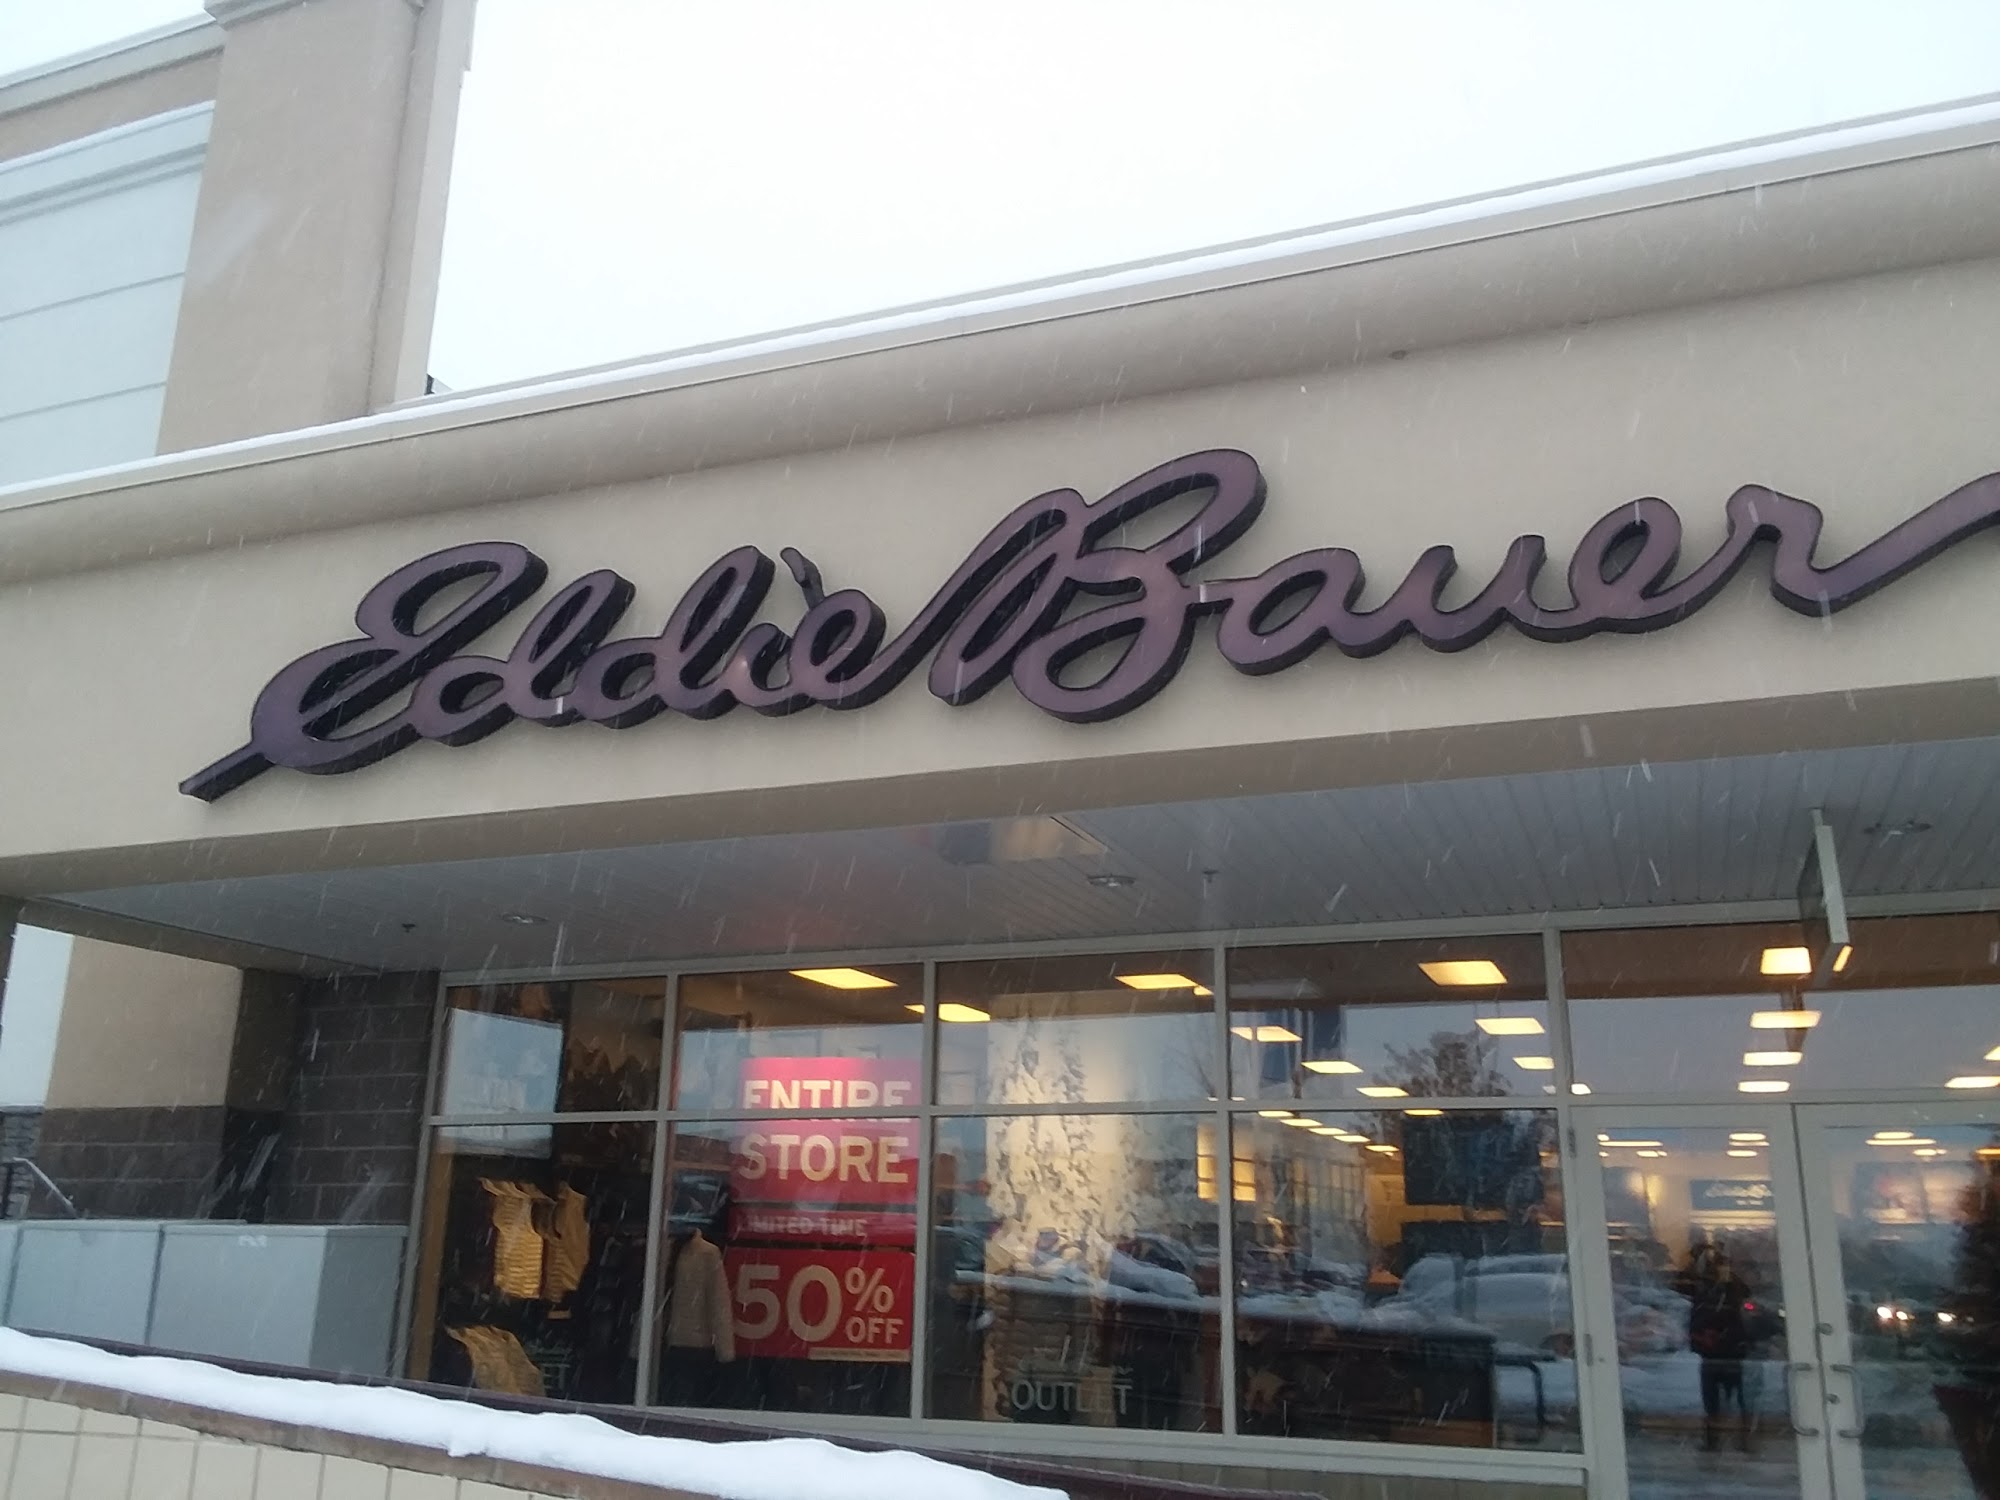 Eddie Bauer
ENTIRE
STORE
LIMITED TIME
50% OFF
OUTLET